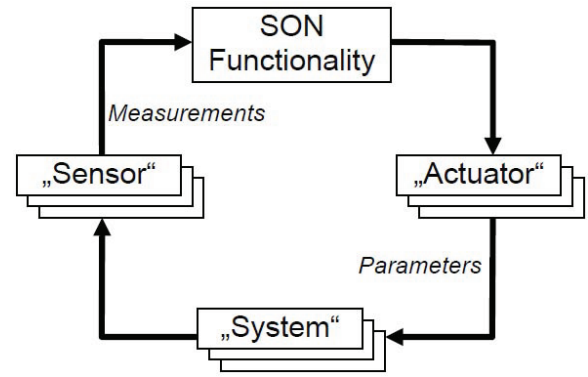 SON
Functionality
Measurements
„Sensor“
„Actuator“
Parameters
„System“